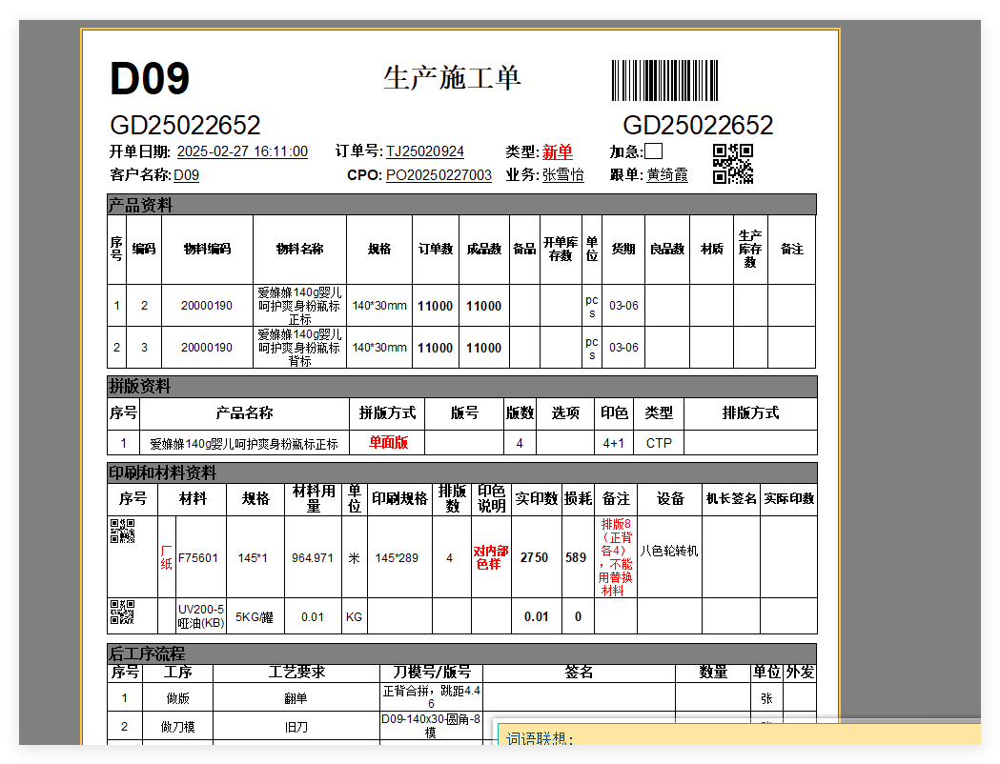 D09
生产施工单
GD25022652
GD25022652
开单日期: 2025-02-27 16:11:00 订单号: TJ25020924 类型: 新单 加急:
客户名称: D09 CPO: PO20250227003 业务: 张雪怡 跟单: 黄绮霞
产品资料
序号 编码 物料编码 物料名称 规格 订单数 成品数 备品 开单库存数 单位 货期 良品数 材质 生产库存数 备注
1 2 20000190 爱婡婡140g婴儿呵护爽身粉瓶标正标 140*30mm 11000 11000 pcs 03-06
2 3 20000190 爱婡婡140g婴儿呵护爽身粉瓶标背标 140*30mm 11000 11000 pcs 03-06
拼版资料
序号 产品名称 拼版方式 版号 版数 选项 印色 类型 排版方式
1 爱婡婡140g婴儿呵护爽身粉瓶标正标 单面版 4 4+1 CTP
印刷和材料资料
序号 材料 规格 材料用量 单位 印刷规格 排版数 印色说明 实印数 损耗 备注 设备 机长签名 实际印数
厂纸 F75601 145*1 964.971 米 145*289 4 对内部色样 2750 589 排版8（正背各4），不能用替换材料 八色轮转机
UV200-5哑油(KB) 5KG/罐 0.01 KG 0.01 0
后工序流程
序号 工序 工艺要求 刀模号/版号 签名 数量 单位 外发
1 做版 翻单 正背合拼，跳距4.46 张
2 做刀模 旧刀 D09-140x30-圆角-8模
词语联想: